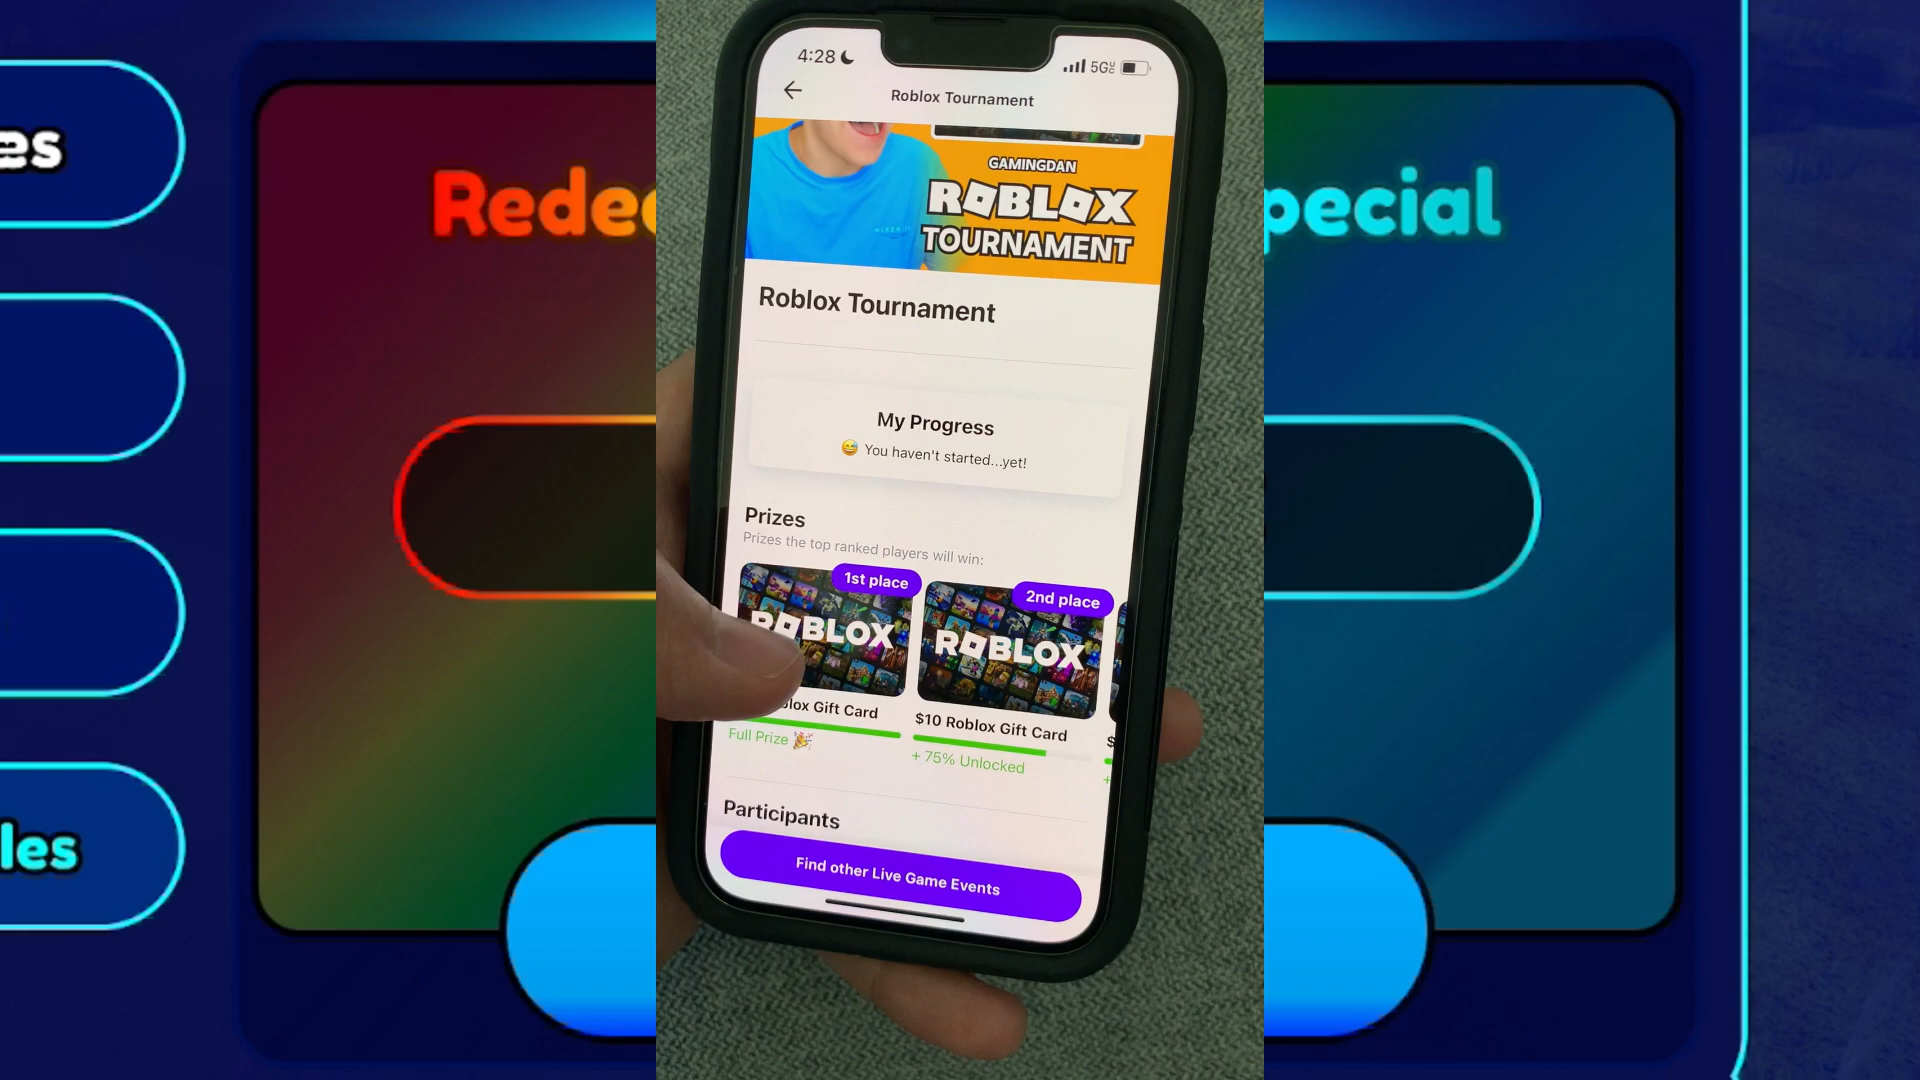 es
Redee
pecial
les
4:28
5G
Roblox Tournament
GAMINGDAN
ROBLOX
TOURNAMENT
Roblox Tournament
My Progress
😅 You haven't started...yet!
Prizes
Prizes the top ranked players will win:
1st place
2nd place
ROBLOX
ROBLOX
blox Gift Card
$10 Roblox Gift Card
$
Full Prize 🎉
+ 75% Unlocked
+
Participants
Find other Live Game Events